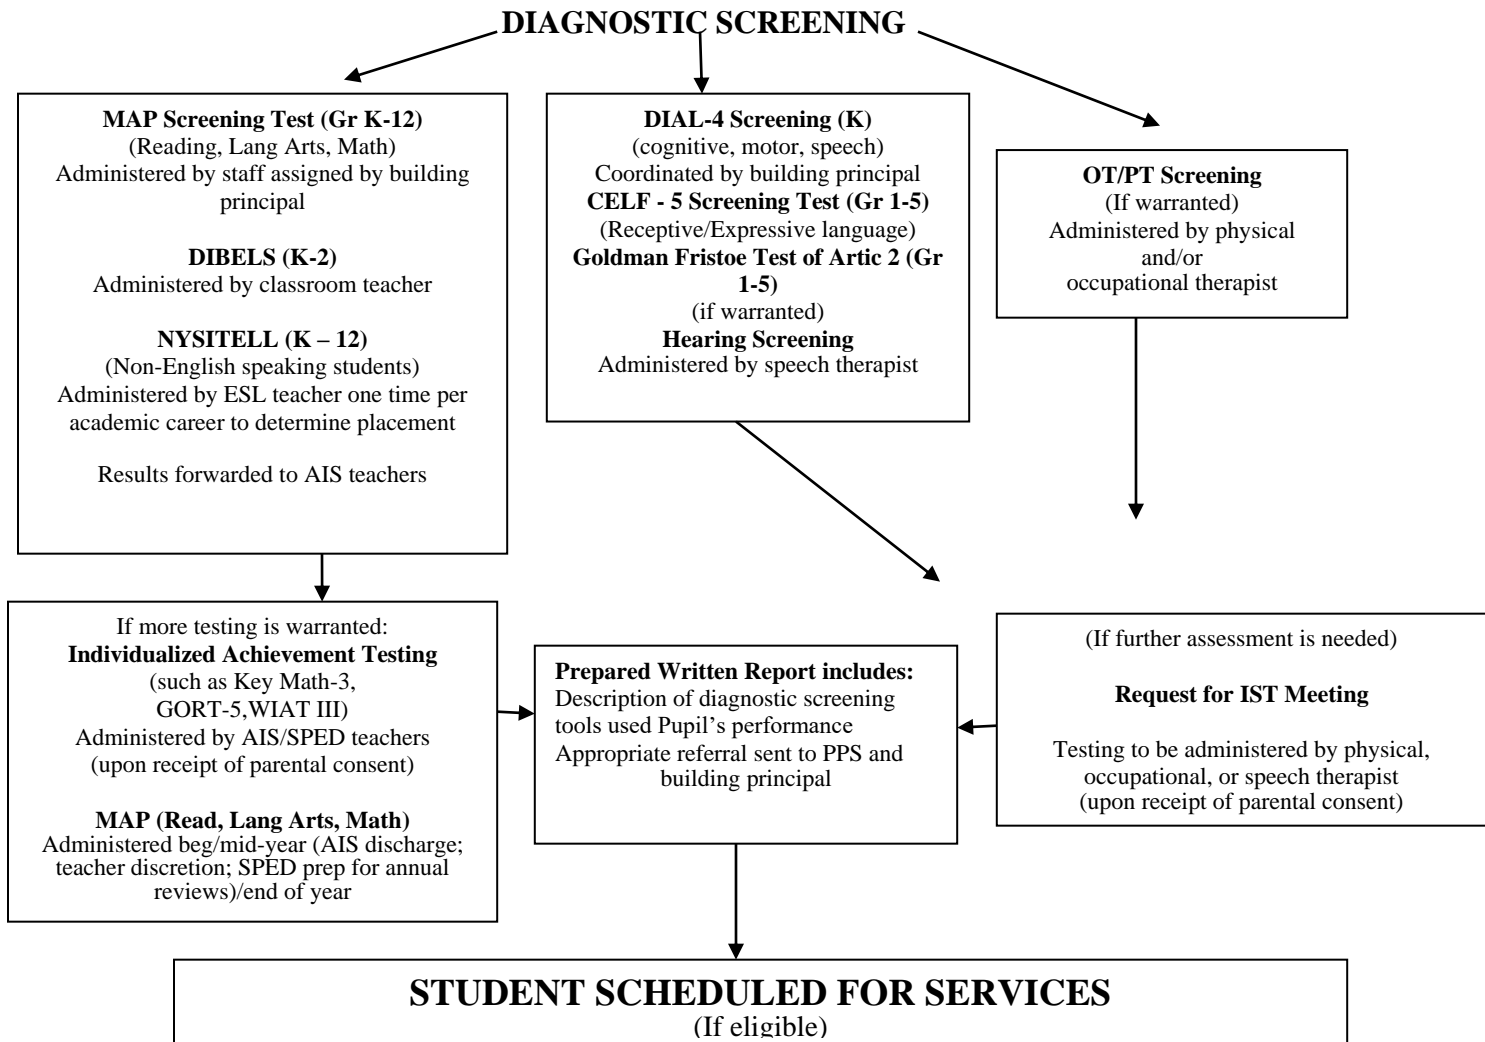 DIAGNOSTIC SCREENING
MAP Screening Test (Gr K-12)
(Reading, Lang Arts, Math)
Administered by staff assigned by building
principal
DIBELS (K-2)
Administered by classroom teacher
NYSITELL (K – 12)
(Non-English speaking students)
Administered by ESL teacher one time per
academic career to determine placement
Results forwarded to AIS teachers
DIAL-4 Screening (K)
(cognitive, motor, speech)
Coordinated by building principal
CELF - 5 Screening Test (Gr 1-5)
(Receptive/Expressive language)
Goldman Fristoe Test of Artic 2 (Gr
1-5)
(if warranted)
Hearing Screening
Administered by speech therapist
OT/PT Screening
(If warranted)
Administered by physical
and/or
occupational therapist
If more testing is warranted:
Individualized Achievement Testing
(such as Key Math-3,
GORT-5,WIAT III)
Administered by AIS/SPED teachers
(upon receipt of parental consent)
MAP (Read, Lang Arts, Math)
Administered beg/mid-year (AIS discharge;
teacher discretion; SPED prep for annual
reviews)/end of year
Prepared Written Report includes:
Description of diagnostic screening
tools used Pupil’s performance
Appropriate referral sent to PPS and
building principal
(If further assessment is needed)
Request for IST Meeting
Testing to be administered by physical,
occupational, or speech therapist
(upon receipt of parental consent)
STUDENT SCHEDULED FOR SERVICES
(If eligible)